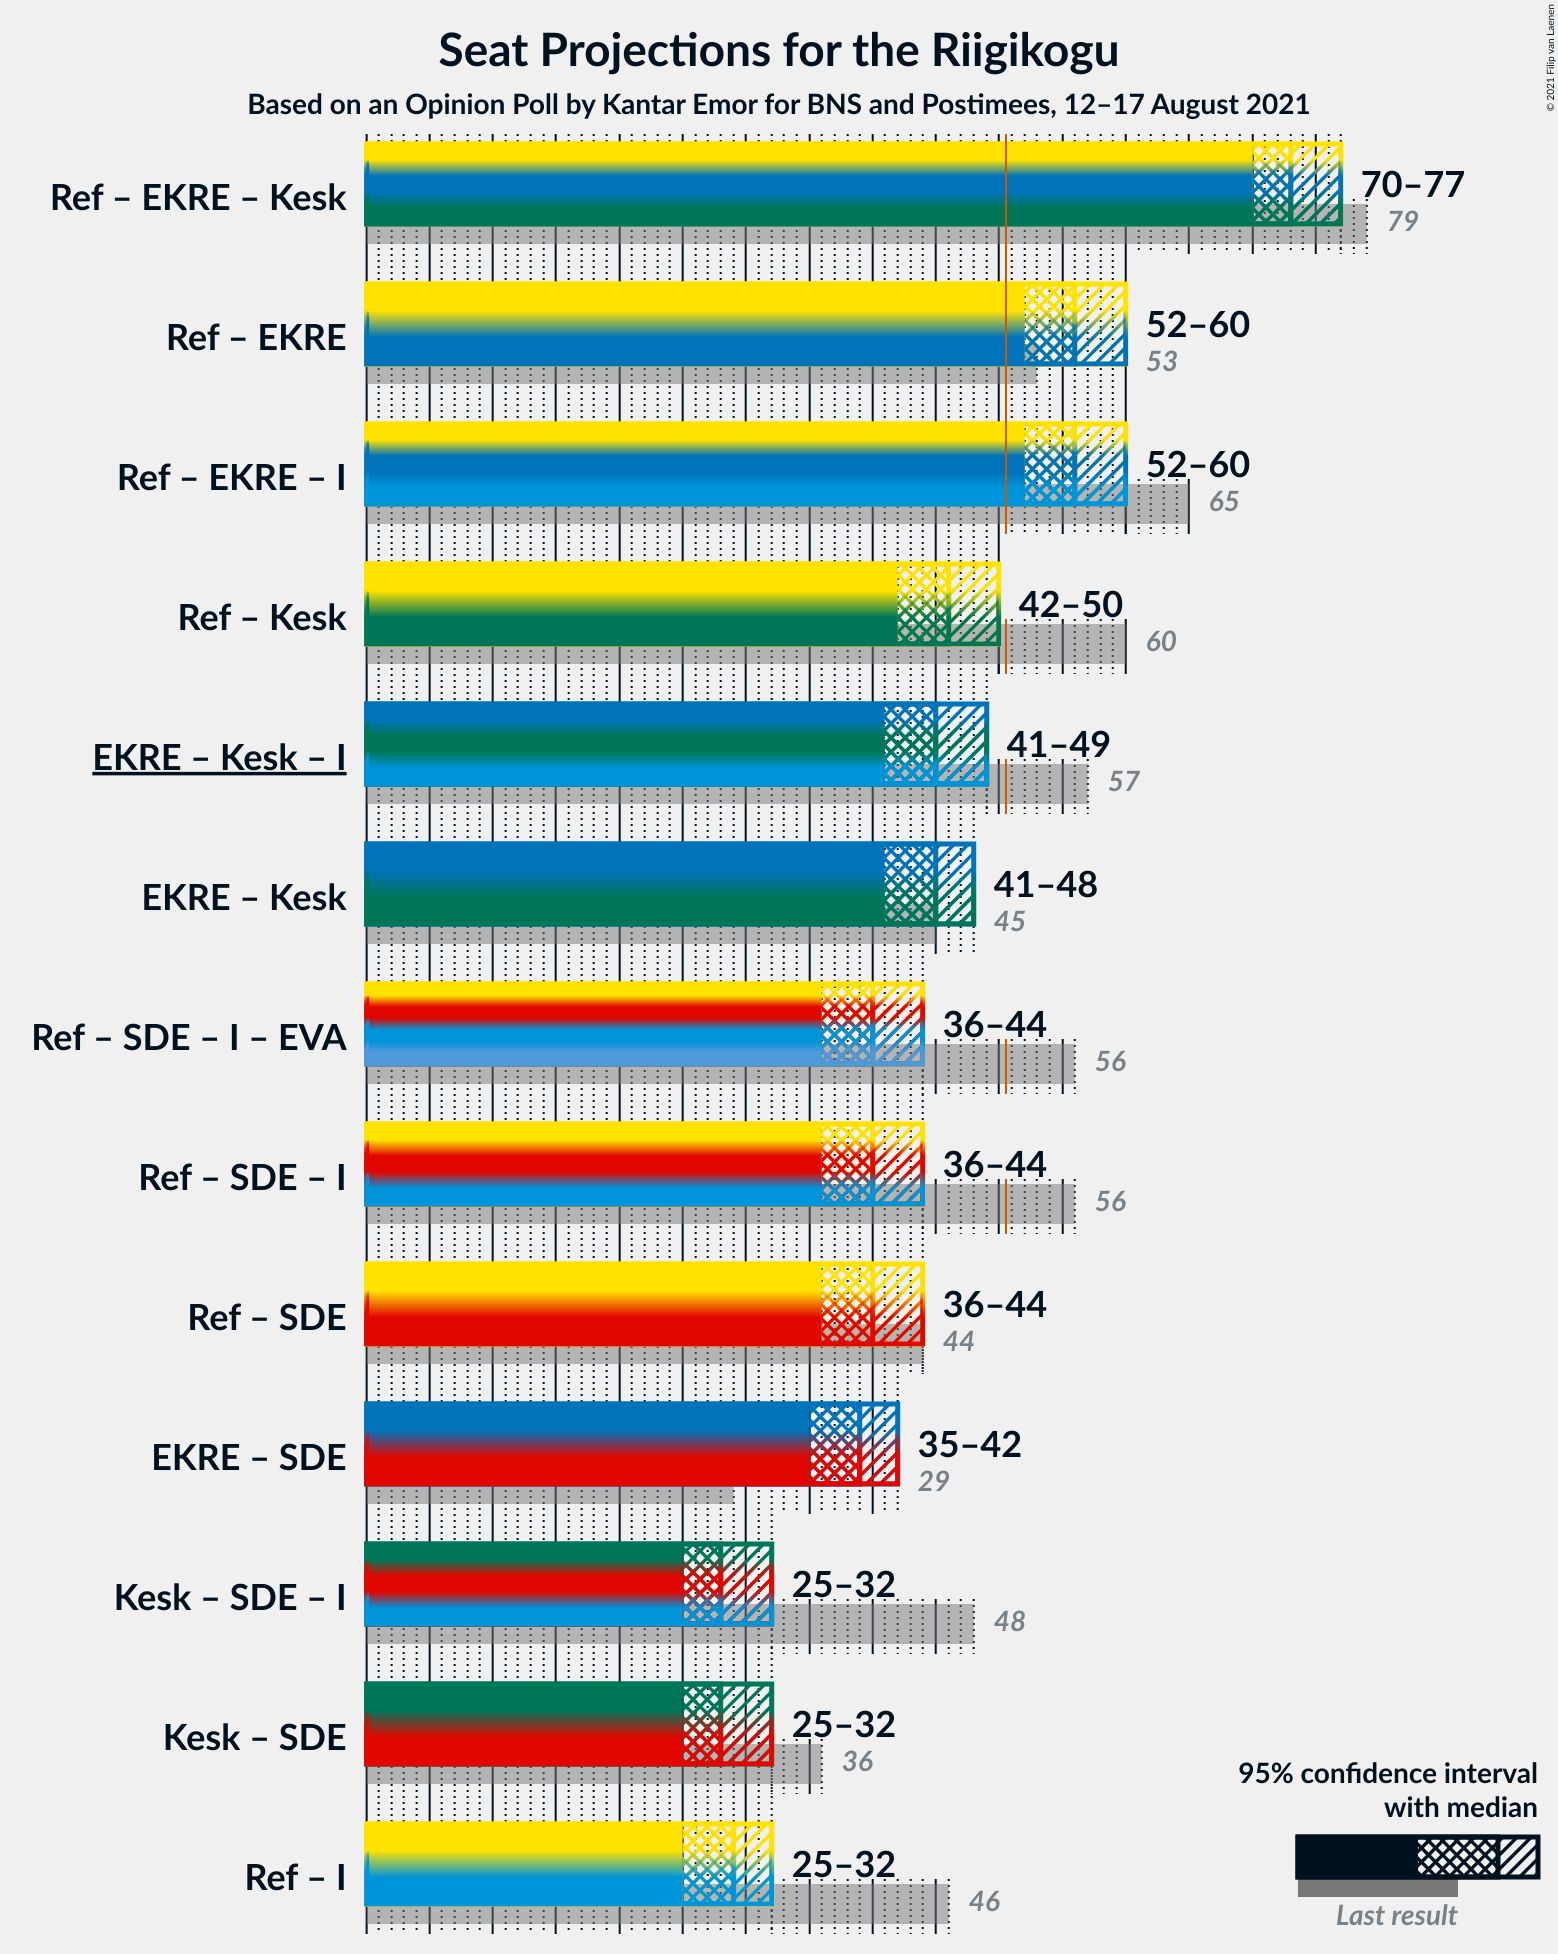 Seat Projections for the Riigikogu
Based on an Opinion Poll by Kantar Emor for BNS and Postimees, 12–17 August 2021
© 2021 Filip van Laenen
Ref – EKRE – Kesk
70–77
79
Ref – EKRE
52–60
53
Ref – EKRE – I
52–60
65
Ref – Kesk
42–50
60
EKRE – Kesk – I
41–49
57
EKRE – Kesk
41–48
45
Ref – SDE – I – EVA
36–44
56
Ref – SDE – I
36–44
56
Ref – SDE
36–44
44
EKRE – SDE
35–42
29
Kesk – SDE – I
25–32
48
Kesk – SDE
25–32
36
Ref – I
25–32
46
95% confidence interval
with median
Last result